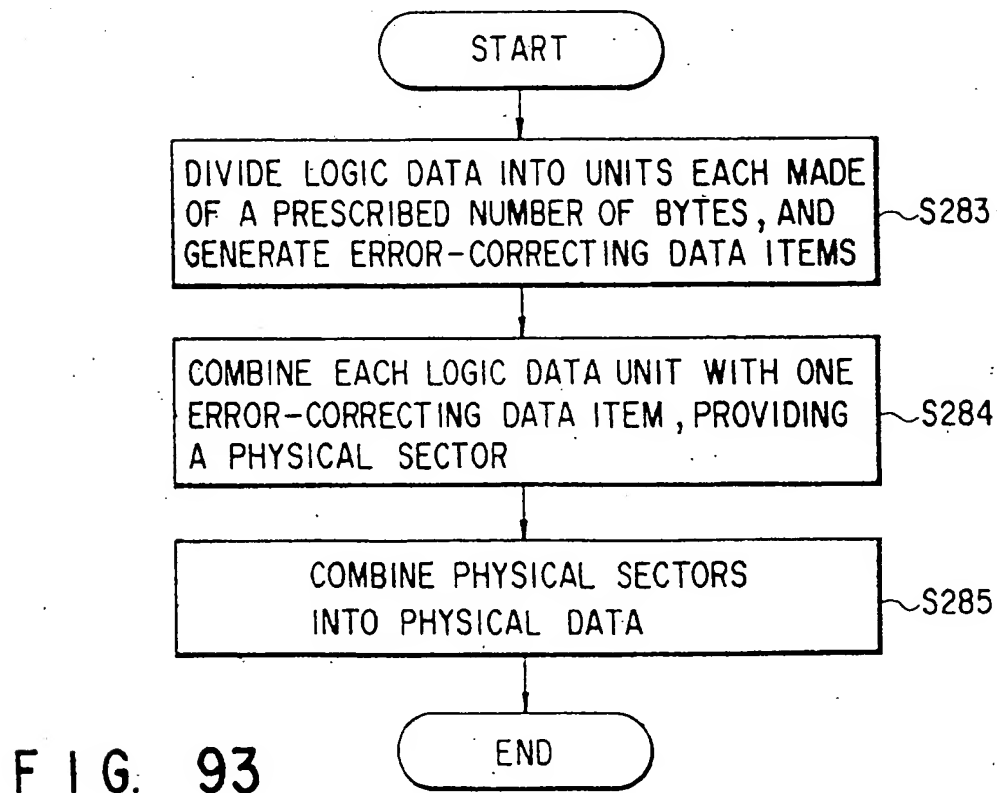 START
DIVIDE LOGIC DATA INTO UNITS EACH MADE
OF A PRESCRIBED NUMBER OF BYTES, AND
GENERATE ERROR-CORRECTING DATA ITEMS
S283
COMBINE EACH LOGIC DATA UNIT WITH ONE
ERROR-CORRECTING DATA ITEM, PROVIDING
A PHYSICAL SECTOR
S284
COMBINE PHYSICAL SECTORS
INTO PHYSICAL DATA
S285
END
FIG. 93